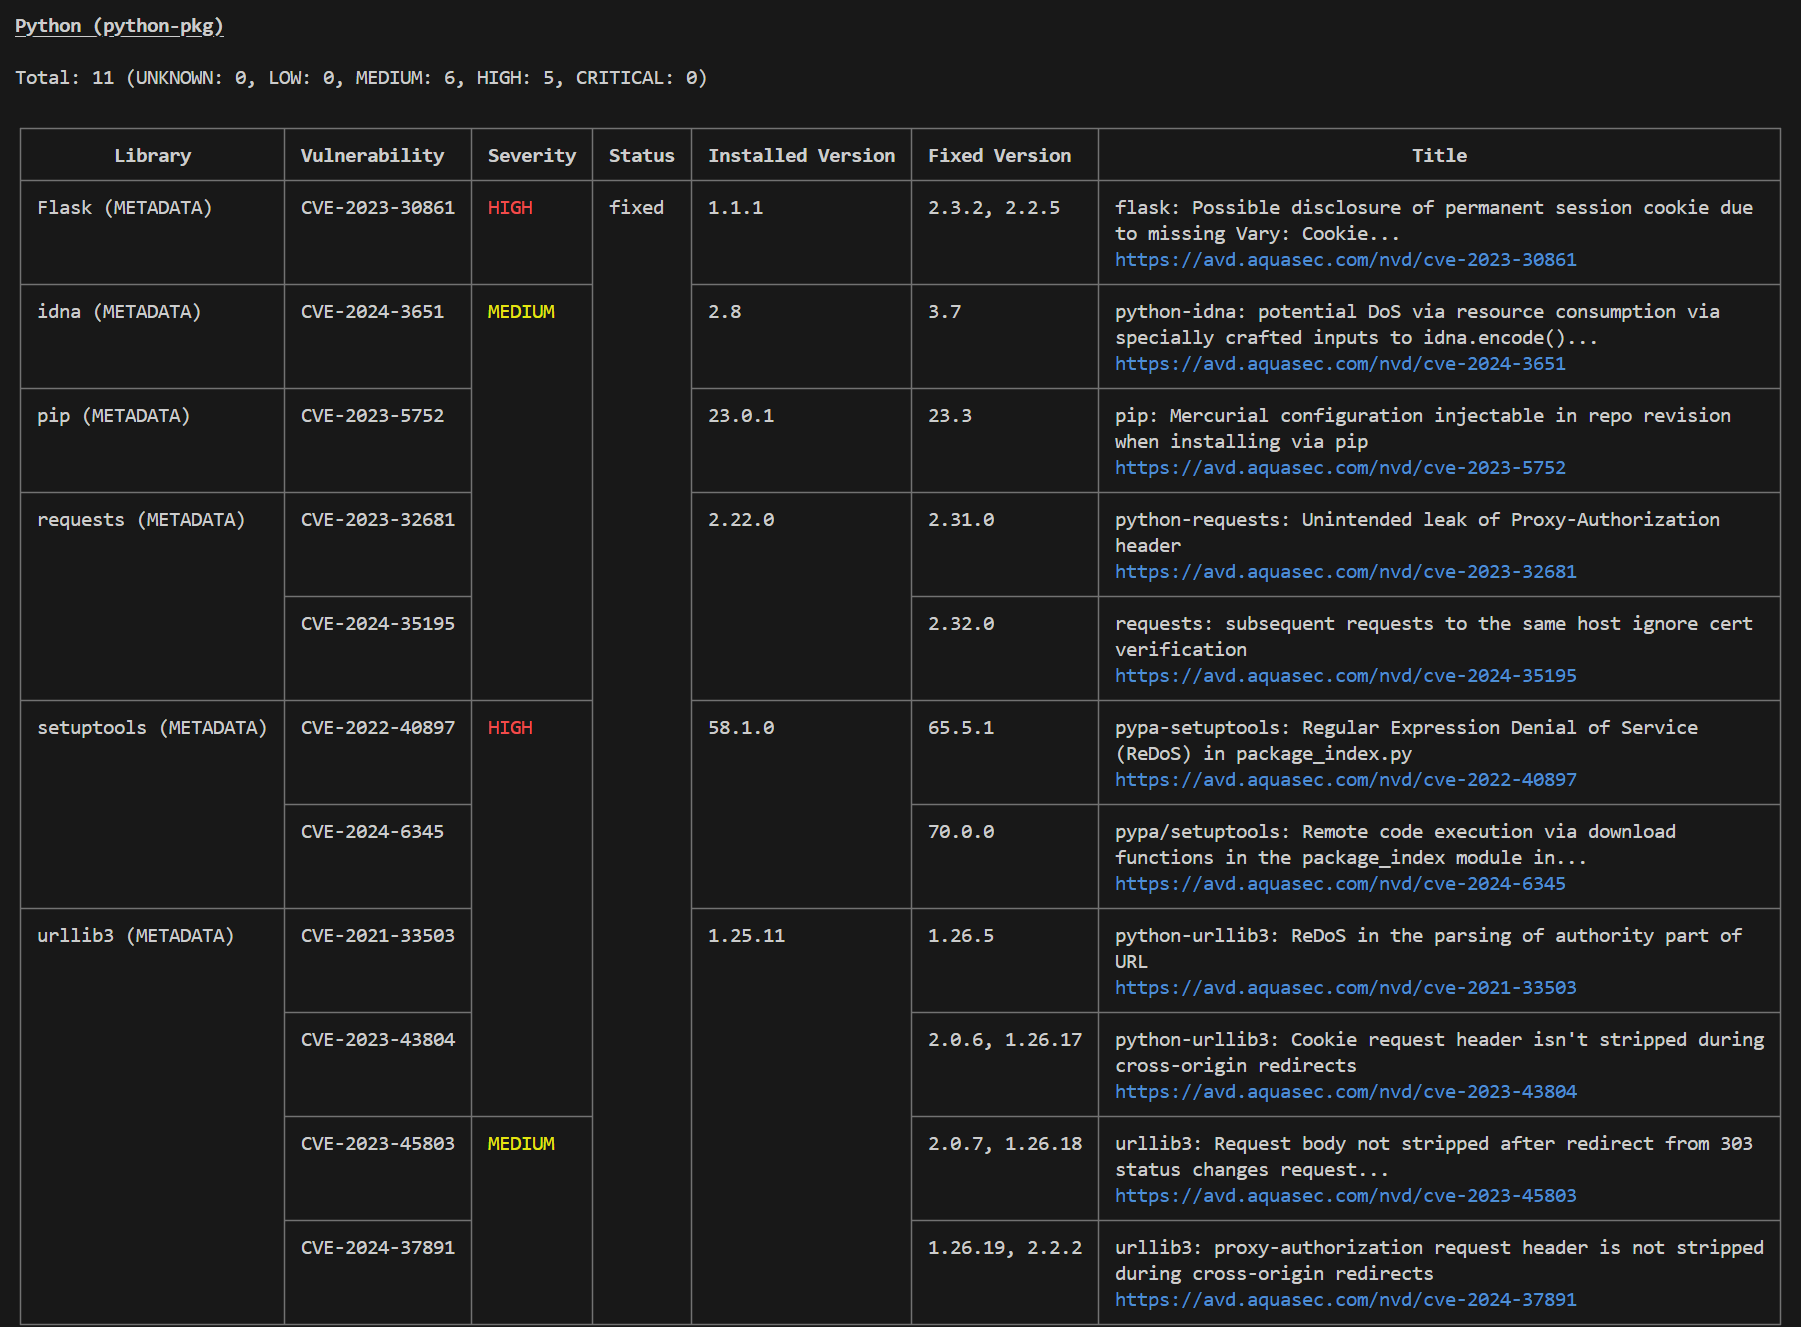 Python (python-pkg)
Total: 11 (UNKNOWN: 0, LOW: 0, MEDIUM: 6, HIGH: 5, CRITICAL: 0)
Library Vulnerability Severity Status Installed Version Fixed Version Title
Flask (METADATA) CVE-2023-30861 HIGH fixed 1.1.1 2.3.2, 2.2.5 flask: Possible disclosure of permanent session cookie due
to missing Vary: Cookie...
https://avd.aquasec.com/nvd/cve-2023-30861
idna (METADATA) CVE-2024-3651 MEDIUM 2.8 3.7 python-idna: potential DoS via resource consumption via
specially crafted inputs to idna.encode()...
https://avd.aquasec.com/nvd/cve-2024-3651
pip (METADATA) CVE-2023-5752 23.0.1 23.3 pip: Mercurial configuration injectable in repo revision
when installing via pip
https://avd.aquasec.com/nvd/cve-2023-5752
requests (METADATA) CVE-2023-32681 2.22.0 2.31.0 python-requests: Unintended leak of Proxy-Authorization
header
https://avd.aquasec.com/nvd/cve-2023-32681
CVE-2024-35195 2.32.0 requests: subsequent requests to the same host ignore cert
verification
https://avd.aquasec.com/nvd/cve-2024-35195
setuptools (METADATA) CVE-2022-40897 HIGH 58.1.0 65.5.1 pypa-setuptools: Regular Expression Denial of Service
(ReDoS) in package_index.py
https://avd.aquasec.com/nvd/cve-2022-40897
CVE-2024-6345 70.0.0 pypa/setuptools: Remote code execution via download
functions in the package_index module in...
https://avd.aquasec.com/nvd/cve-2024-6345
urllib3 (METADATA) CVE-2021-33503 1.25.11 1.26.5 python-urllib3: ReDoS in the parsing of authority part of
URL
https://avd.aquasec.com/nvd/cve-2021-33503
CVE-2023-43804 2.0.6, 1.26.17 python-urllib3: Cookie request header isn't stripped during
cross-origin redirects
https://avd.aquasec.com/nvd/cve-2023-43804
CVE-2023-45803 MEDIUM 2.0.7, 1.26.18 urllib3: Request body not stripped after redirect from 303
status changes request...
https://avd.aquasec.com/nvd/cve-2023-45803
CVE-2024-37891 1.26.19, 2.2.2 urllib3: proxy-authorization request header is not stripped
during cross-origin redirects
https://avd.aquasec.com/nvd/cve-2024-37891